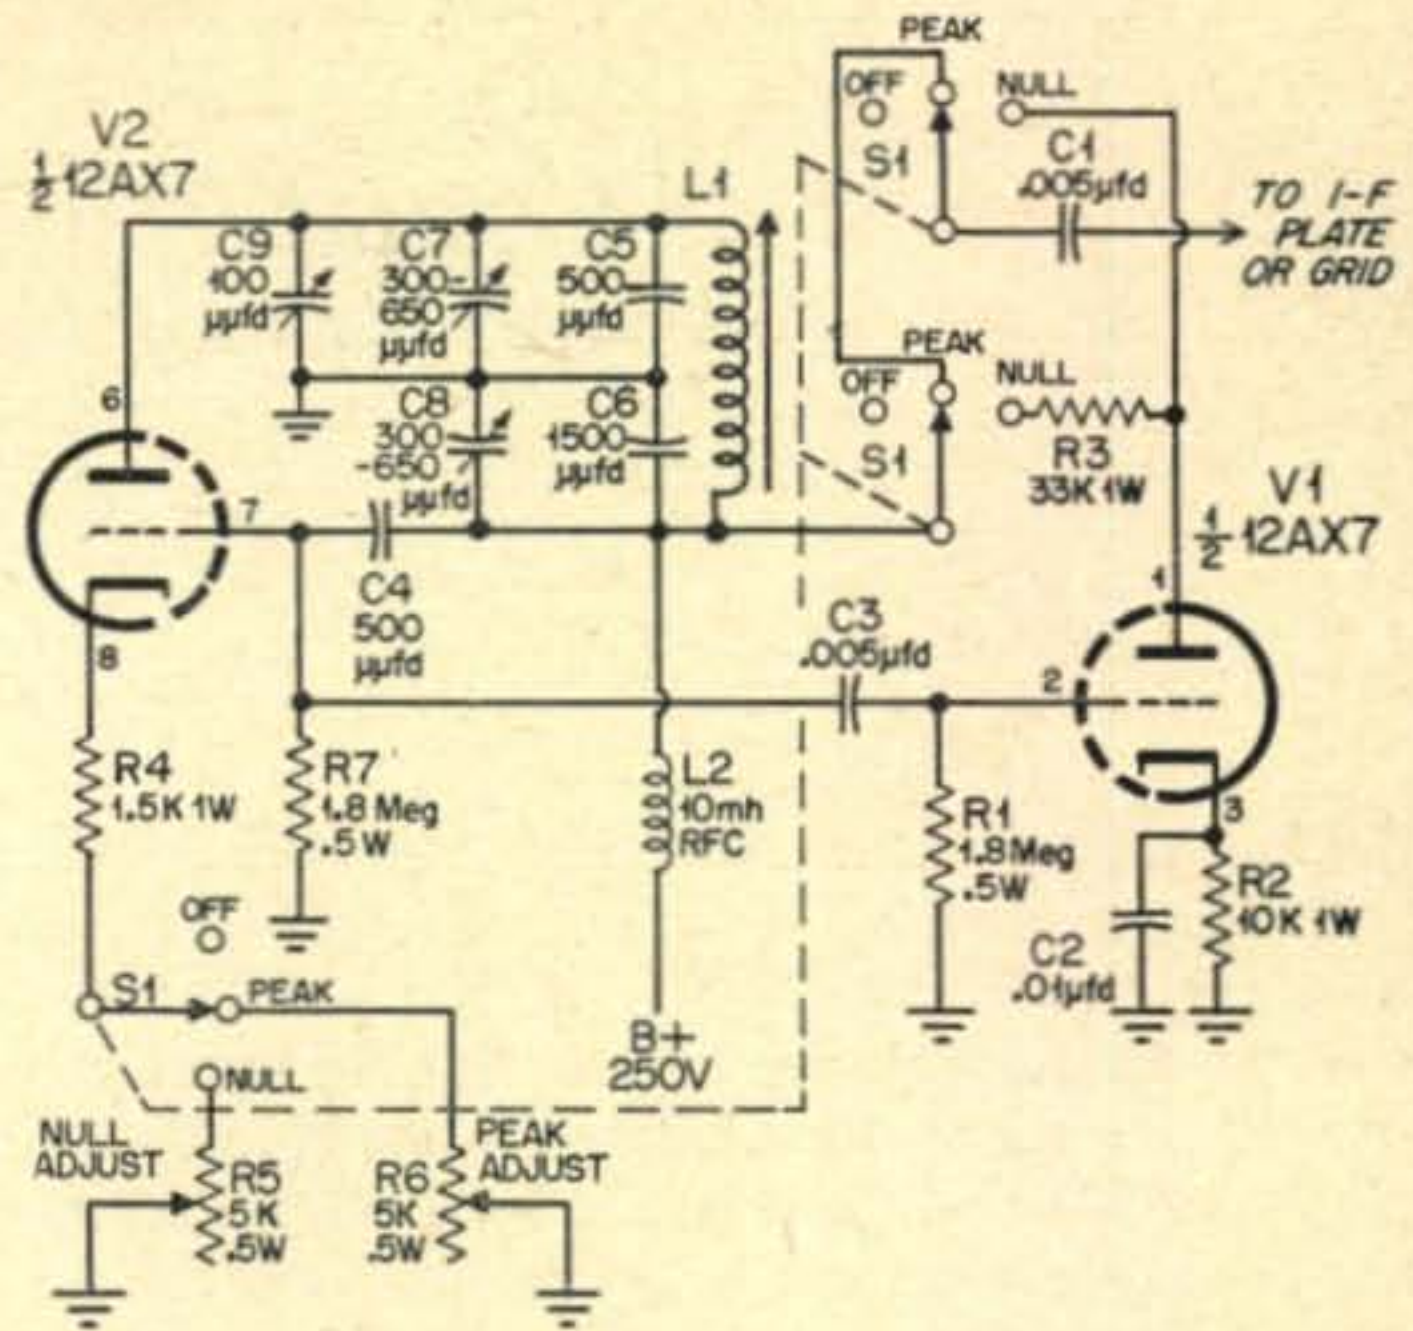 PEAK
OFF
NULL
S1
C1
.005µfd
TO I-F
PLATE
OR GRID
V2
1/2 12AX7
L1
C9
100
µµfd
C7
300-
650
µµfd
C5
500
µµfd
PEAK
OFF
NULL
S1
R3
33K 1W
6
C8
300
-650
µµfd
C6
1500
µµfd
V1
1/2 12AX7
7
C4
500
µµfd
8
1
C3
.005µfd
2
3
R4
1.5K 1W
R7
1.8 Meg
.5W
L2
10mh
RFC
R1
1.8 Meg
.5W
R2
10K 1W
C2
.01µfd
OFF
S1
PEAK
NULL
B+
250V
NULL
ADJUST
R5
5K
.5W
R6
5K
.5W
PEAK
ADJUST